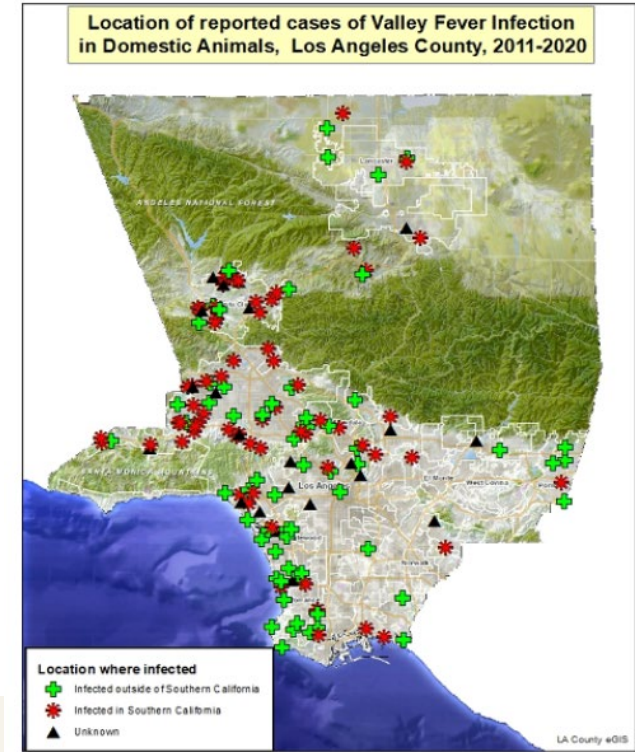 Location of reported cases of Valley Fever Infection
in Domestic Animals, Los Angeles County, 2011-2020
Lancaster
ANGELES NATIONAL FOREST
SANTA MONICA MOUNTAINS
Los Angeles
El Monte
West Covina
Norwalk
Location where infected
Infected outside of Southern California
Infected in Southern California
Unknown
LA County eGIS